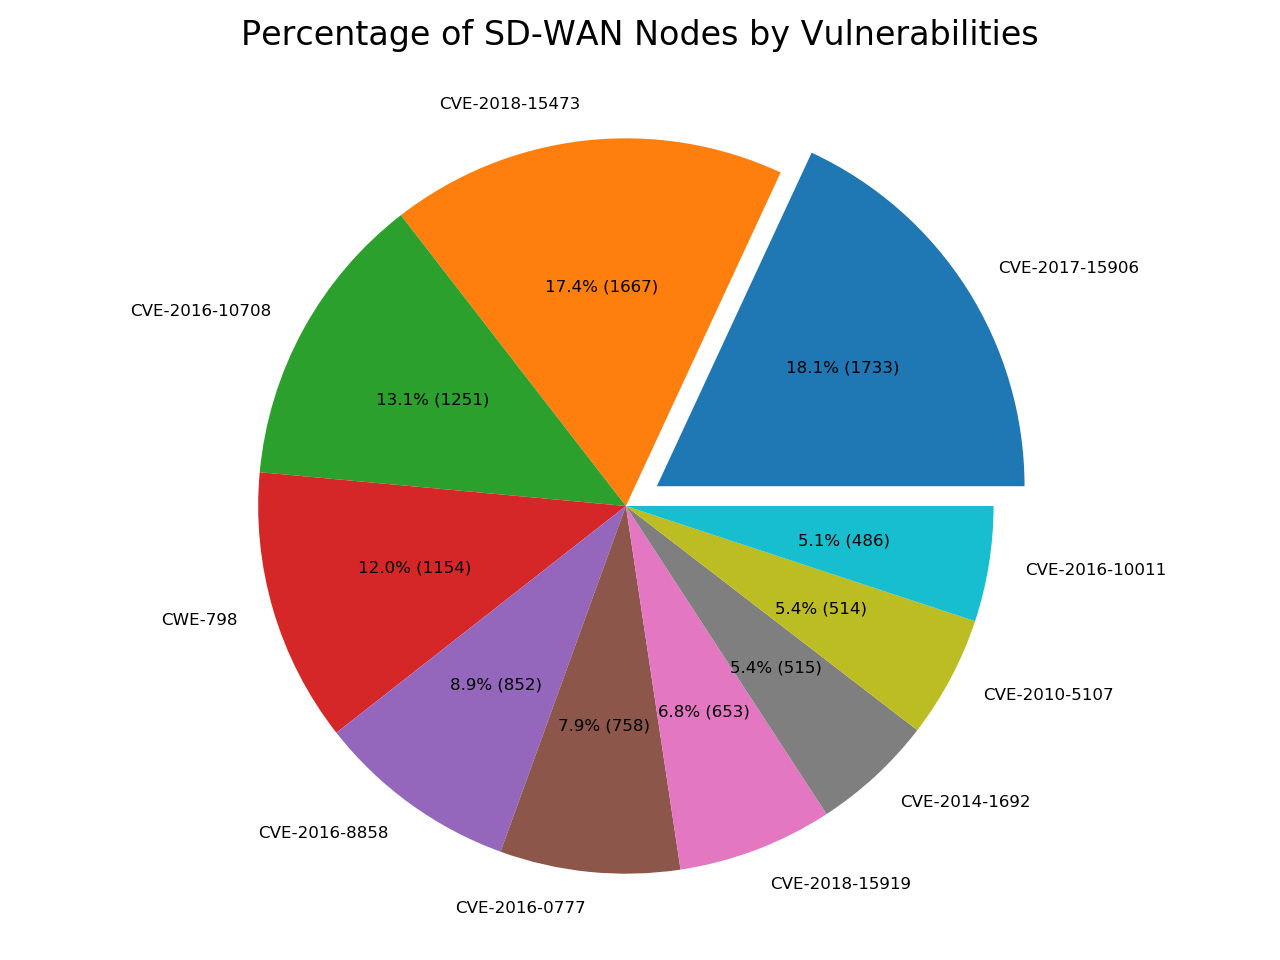 Percentage of SD-WAN Nodes by Vulnerabilities
CVE-2018-15473
CVE-2017-15906
17.4% (1667)
CVE-2016-10708
18.1% (1733)
13.1% (1251)
5.1% (486)
12.0% (1154)
CVE-2016-10011
5.4% (514)
CWE-798
5.4% (515)
8.9% (852)
CVE-2010-5107
6.8% (653)
7.9% (758)
CVE-2014-1692
CVE-2016-8858
CVE-2018-15919
CVE-2016-0777